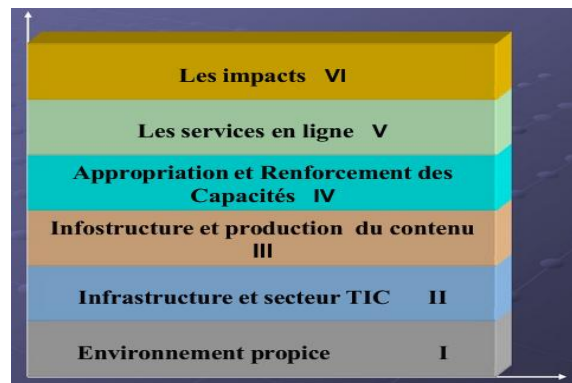 Les impacts VI
Les services en ligne V
Appropriation et Renforcement des
Capacités IV
Infostructure et production du contenu
III
Infrastructure et secteur TIC II
Environnement propice I